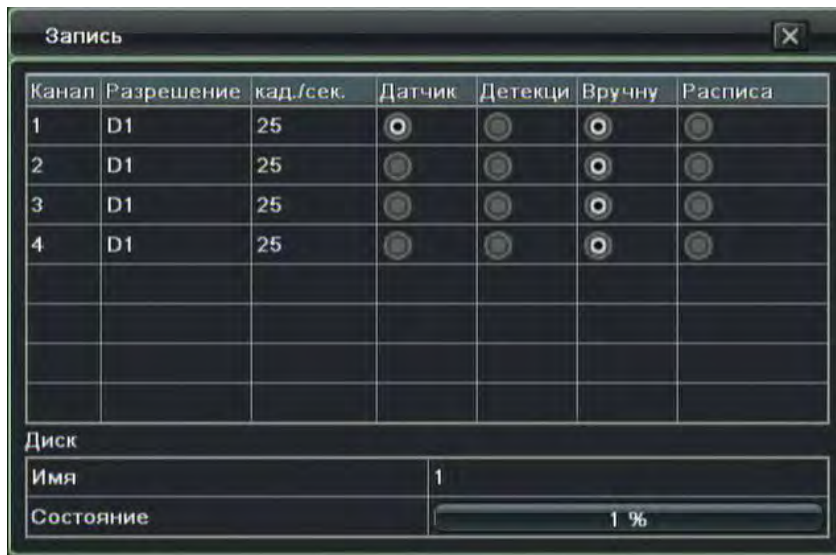 Запись
Канал Разрешение кад./сек. Датчик Детекци Вручну Расписа
1 D1 25
2 D1 25
3 D1 25
4 D1 25
Диск
Имя 1
Состояние 1 %